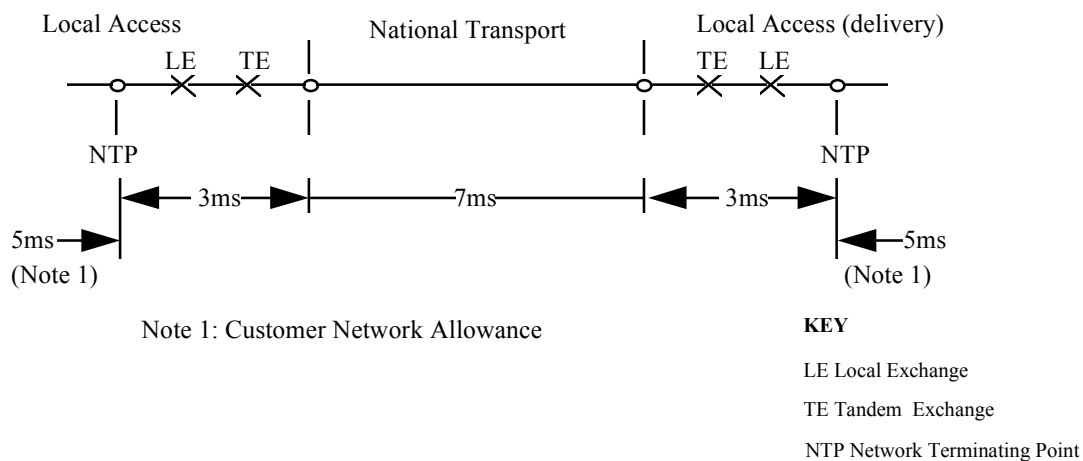 Local Access National Transport Local Access (delivery)
LE TE TE LE
NTP NTP
3ms 7ms 3ms
5ms 5ms
(Note 1) (Note 1)
Note 1: Customer Network Allowance
KEY
LE Local Exchange
TE Tandem Exchange
NTP Network Terminating Point